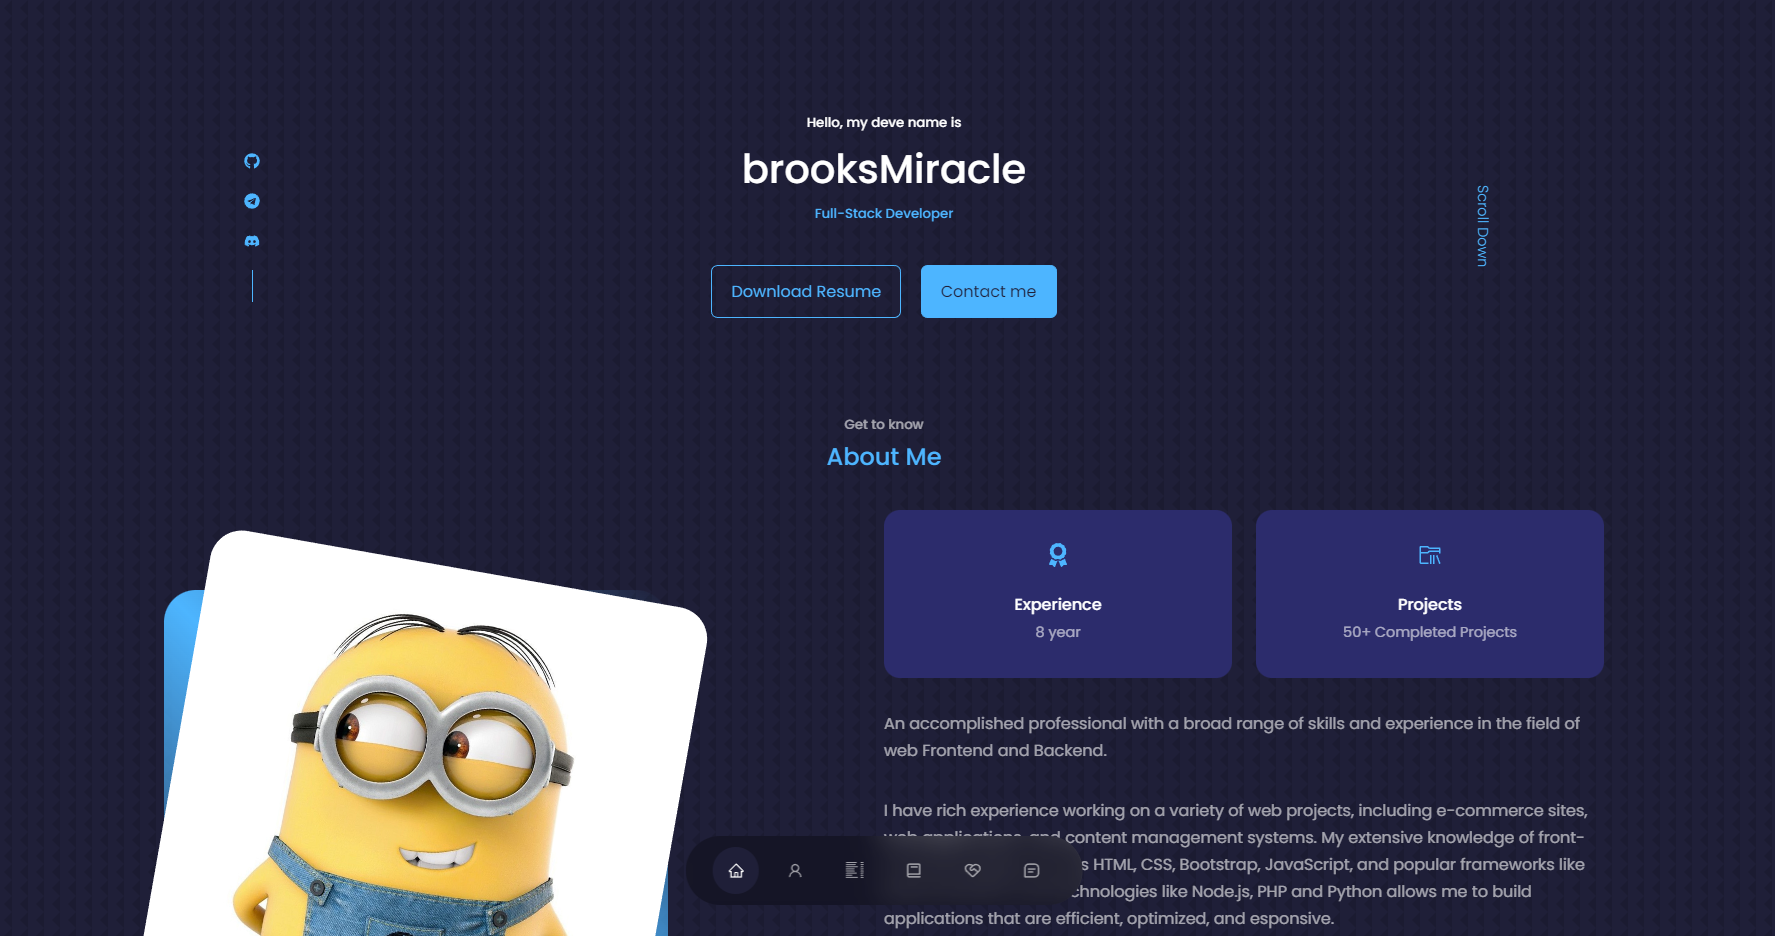 Hello, my deve name is
brooksMiracle
Full-Stack Developer
Scroll Down
Download Resume
Contact me
Get to know
About Me
Experience
8 year
Projects
50+ Completed Projects
An accomplished professional with a broad range of skills and experience in the field of
web Frontend and Backend.
I have rich experience working on a variety of web projects, including e-commerce sites,
web applications, and content management systems. My extensive knowledge of front-
HTML, CSS, Bootstrap, JavaScript, and popular frameworks like
like Node.js, PHP and Python allows me to build
applications that are efficient, optimized, and esponsive.